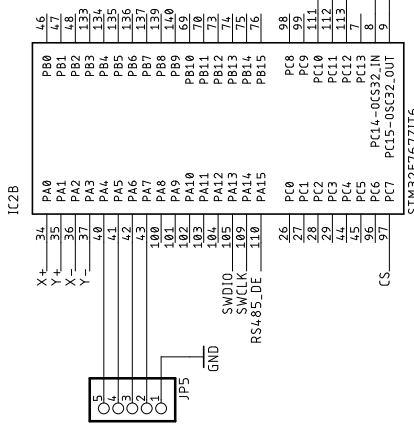 46
47
48
133
134
135
136
137
139
140
69
70
73
74
75
76
98
99
111
112
113
7
8
9
PB0
PB1
PB2
PB3
PB4
PB5
PB6
PB7
PB8
PB9
PB10
PB11
PB12
PB13
PB14
PB15
PC8
PC9
PC10
PC11
PC12
PC13
PC14-OCS32_IN
PC15-OSC32_OUT
IC2B
PA0
PA1
PA2
PA3
PA4
PA5
PA6
PA7
PA8
PA9
PA10
PA11
PA12
PA13
PA14
PA15
PC0
PC1
PC2
PC3
PC4
PC5
PC6
PC7
34
35
36
37
40
41
42
43
100
101
102
103
104
105
109
110
26
27
28
29
44
45
96
97
X+
Y+
X-
Y-
SWDIO
SWCLK
RS485_DE
CS
GND
JP5
5
4
3
2
1